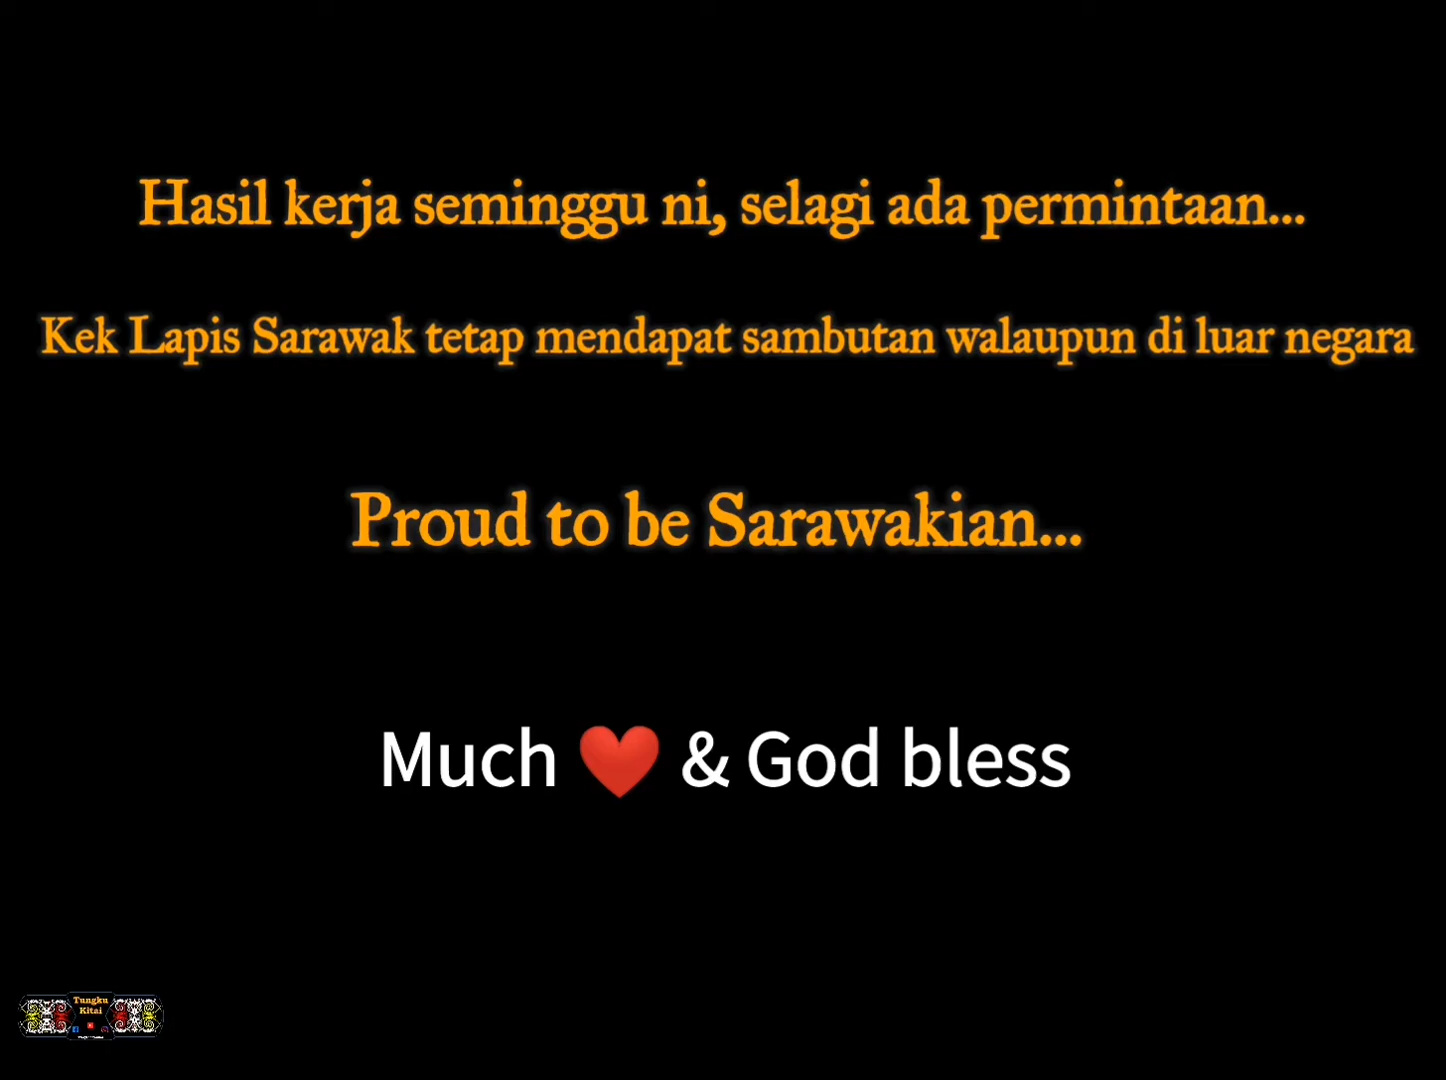 Hasil kerja seminggu ni, selagi ada permintaan...
Kek Lapis Sarawak tetap mendapat sambutan walaupun di luar negara
Proud to be Sarawakian...
Much ❤️ & God bless
Tungku
Kitai